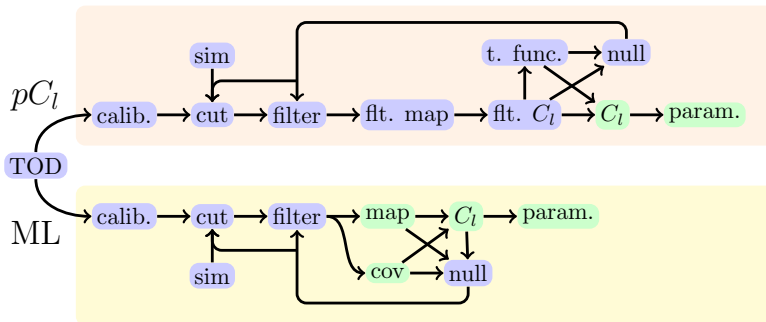 sim
t. func.
null
pC_l
calib.
cut
filter
flt. map
flt. C_l
C_l
param.
TOD
ML
calib.
cut
filter
map
C_l
param.
sim
cov
null